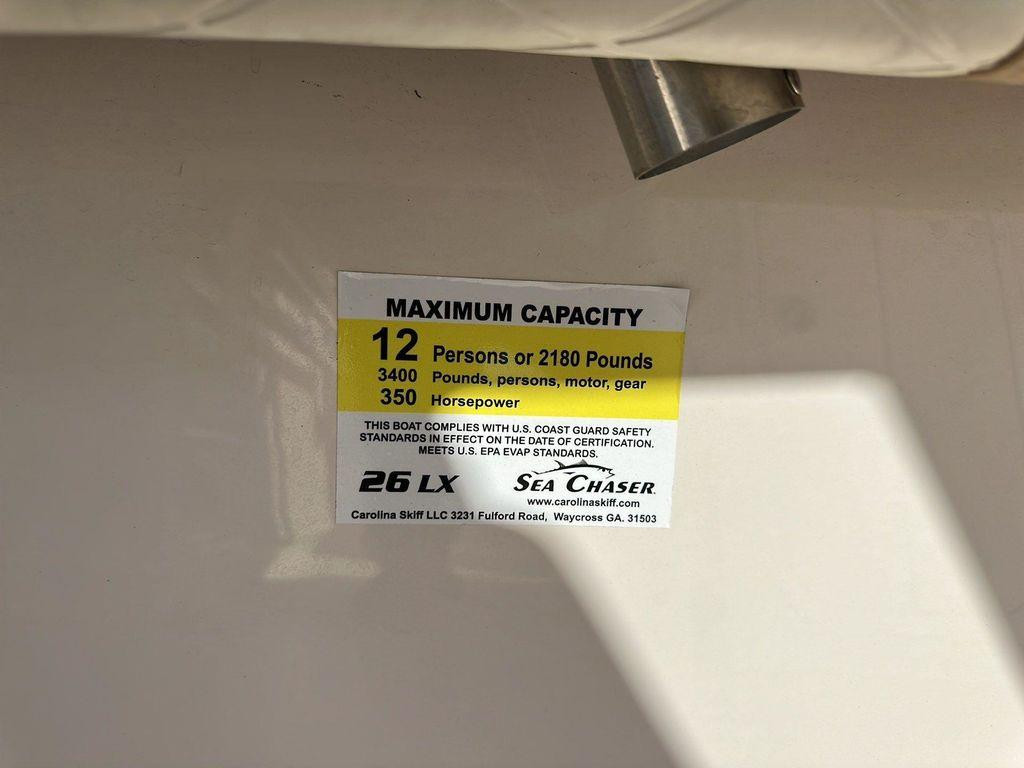 MAXIMUM CAPACITY
12 Persons or 2180 Pounds
3400 Pounds, persons, motor, gear
350 Horsepower
THIS BOAT COMPLIES WITH U.S. COAST GUARD SAFETY
STANDARDS IN EFFECT ON THE DATE OF CERTIFICATION.
MEETS U.S. EPA EVAP STANDARDS.
26 LX SEA CHASER
www.carolinaskiff.com
Carolina Skiff LLC 3231 Fulford Road, Waycross GA. 31503